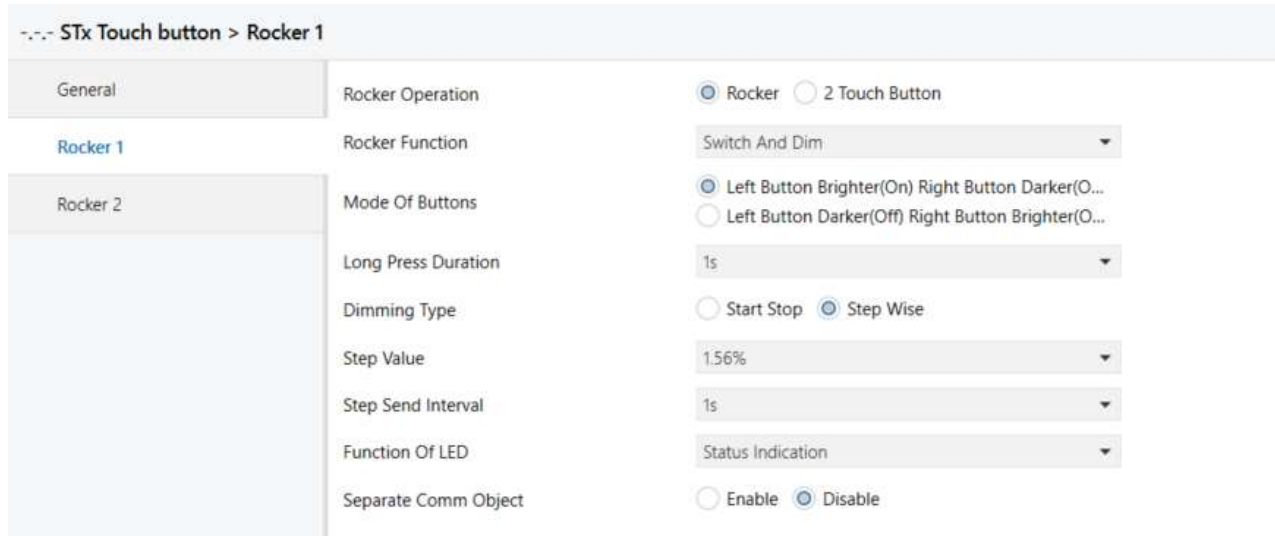 -.-.- STx Touch button > Rocker 1
General
Rocker 1
Rocker 2
Rocker Operation Rocker 2 Touch Button
Rocker Function Switch And Dim
Mode Of Buttons Left Button Brighter(On) Right Button Darker(O...
Left Button Darker(Off) Right Button Brighter(O...
Long Press Duration 1s
Dimming Type Start Stop Step Wise
Step Value 1.56%
Step Send Interval 1s
Function Of LED Status Indication
Separate Comm Object Enable Disable